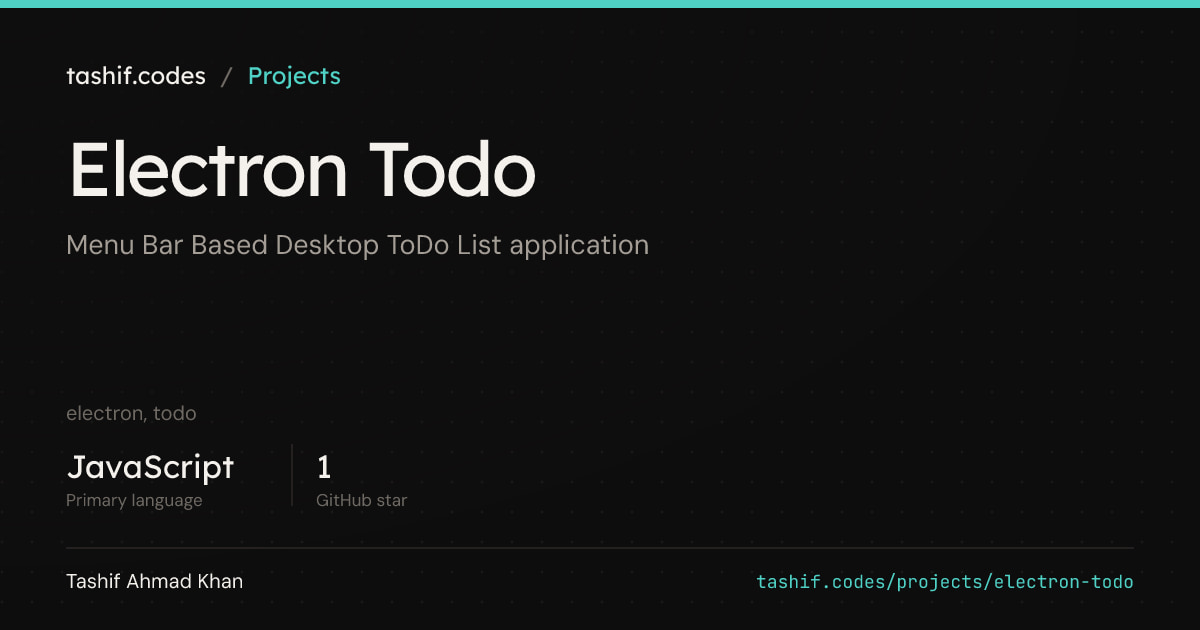 tashif.codes / Projects
Electron Todo
Menu Bar Based Desktop ToDo List application
electron, todo
JavaScript
Primary language
1
GitHub star
Tashif Ahmad Khan
tashif.codes/projects/electron-todo